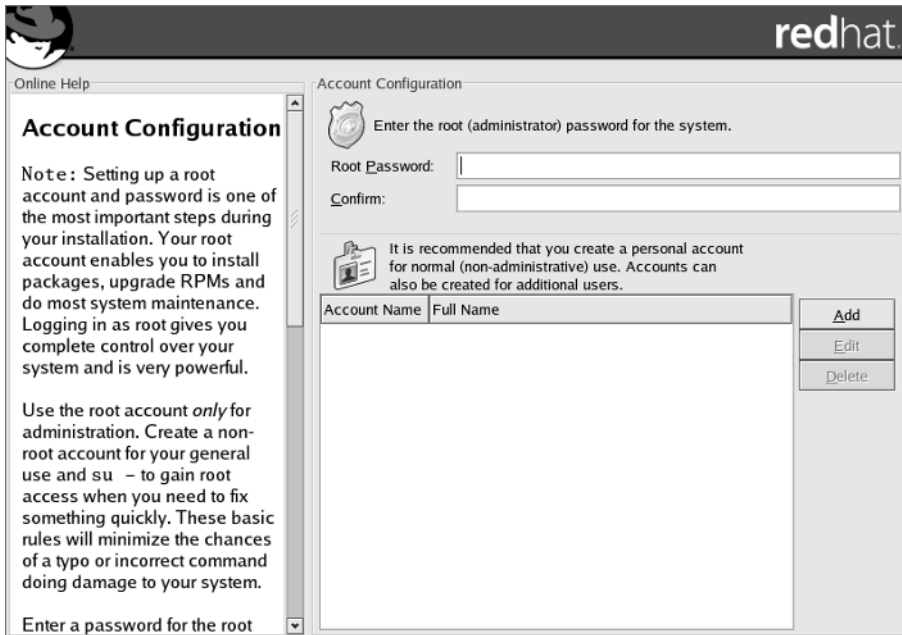 redhat.
Online Help
Account Configuration
Note: Setting up a root
account and password is one of
the most important steps during
your installation. Your root
account enables you to install
packages, upgrade RPMs and
do most system maintenance.
Logging in as root gives you
complete control over your
system and is very powerful.
Use the root account only for
administration. Create a non-
root account for your general
use and su - to gain root
access when you need to fix
something quickly. These basic
rules will minimize the chances
of a typo or incorrect command
doing damage to your system.
Enter a password for the root
Account Configuration
Enter the root (administrator) password for the system.
Root Password:
Confirm:
It is recommended that you create a personal account
for normal (non-administrative) use. Accounts can
also be created for additional users.
Account Name Full Name
Add
Edit
Delete